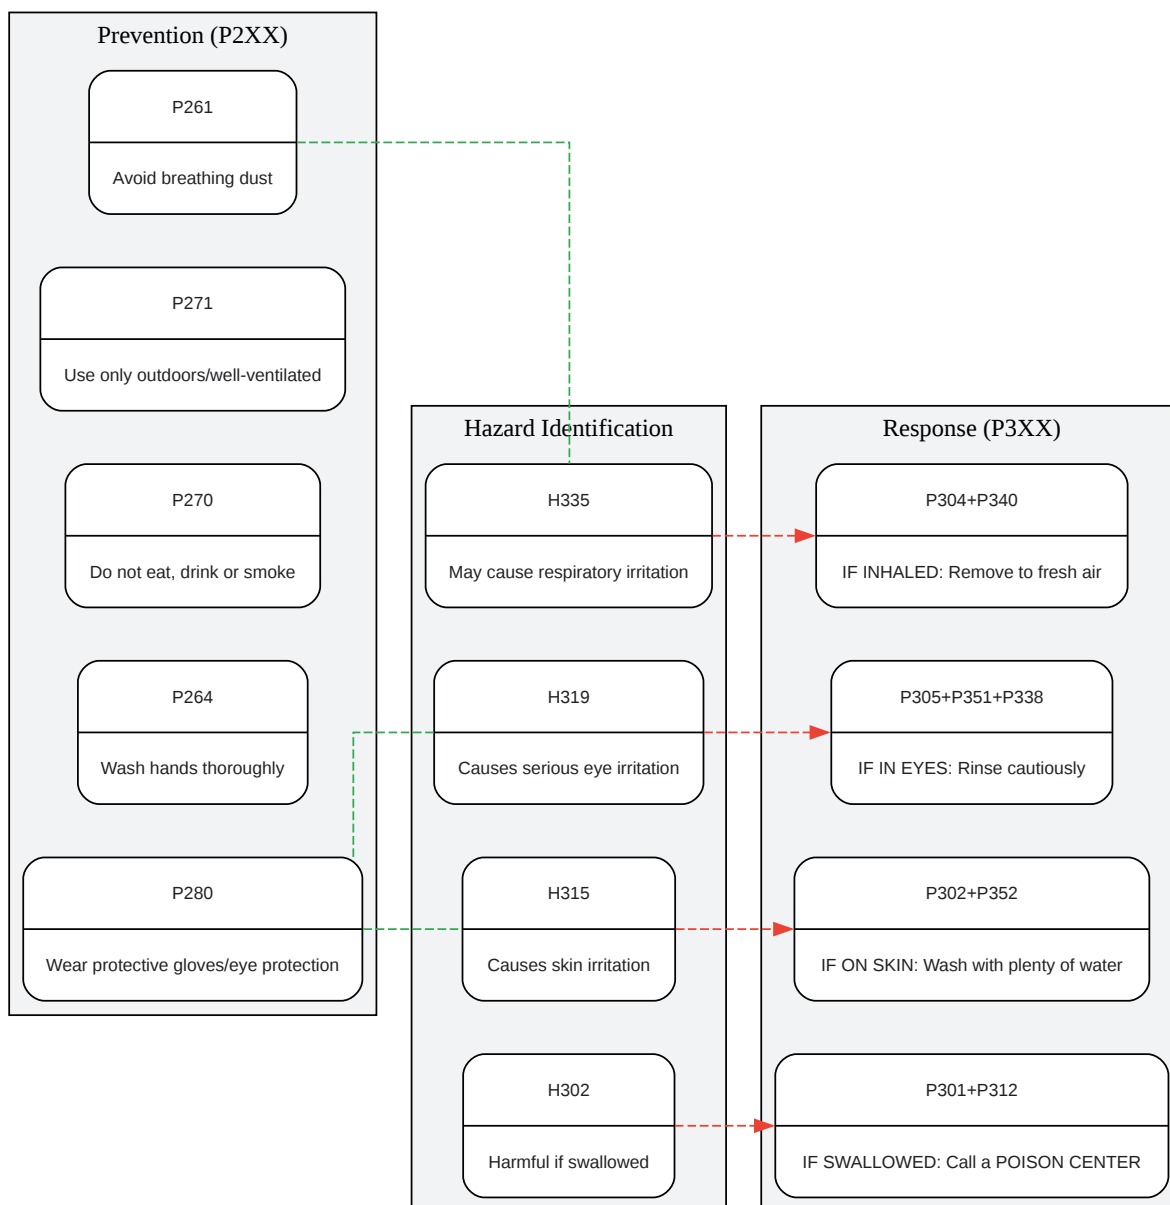 Prevention (P2XX)
P261
Avoid breathing dust
P271
Use only outdoors/well-ventilated
P270
Do not eat, drink or smoke
P264
Wash hands thoroughly
P280
Wear protective gloves/eye protection
Hazard Identification
H335
May cause respiratory irritation
H319
Causes serious eye irritation
H315
Causes skin irritation
H302
Harmful if swallowed
Response (P3XX)
P304+P340
IF INHALED: Remove to fresh air
P305+P351+P338
IF IN EYES: Rinse cautiously
P302+P352
IF ON SKIN: Wash with plenty of water
P301+P312
IF SWALLOWED: Call a POISON CENTER